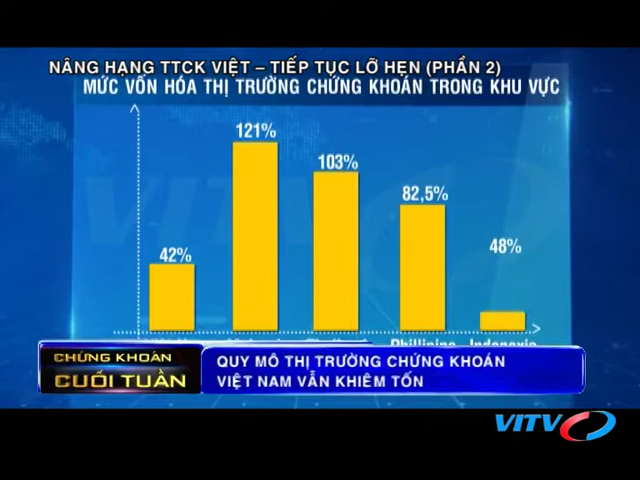 NÂNG HẠNG TTCK VIỆT – TIẾP TỤC LỠ HẸN (PHẦN 2)
MỨC VỐN HÓA THỊ TRƯỜNG CHỨNG KHOÁN TRONG KHU VỰC
121%
103%
82,5%
42%
48%
Phillipine Indonexia
CHỨNG KHOÁN
CUỐI TUẦN
QUY MÔ THỊ TRƯỜNG CHỨNG KHOÁN
VIỆT NAM VẪN KHIÊM TỐN
VITV